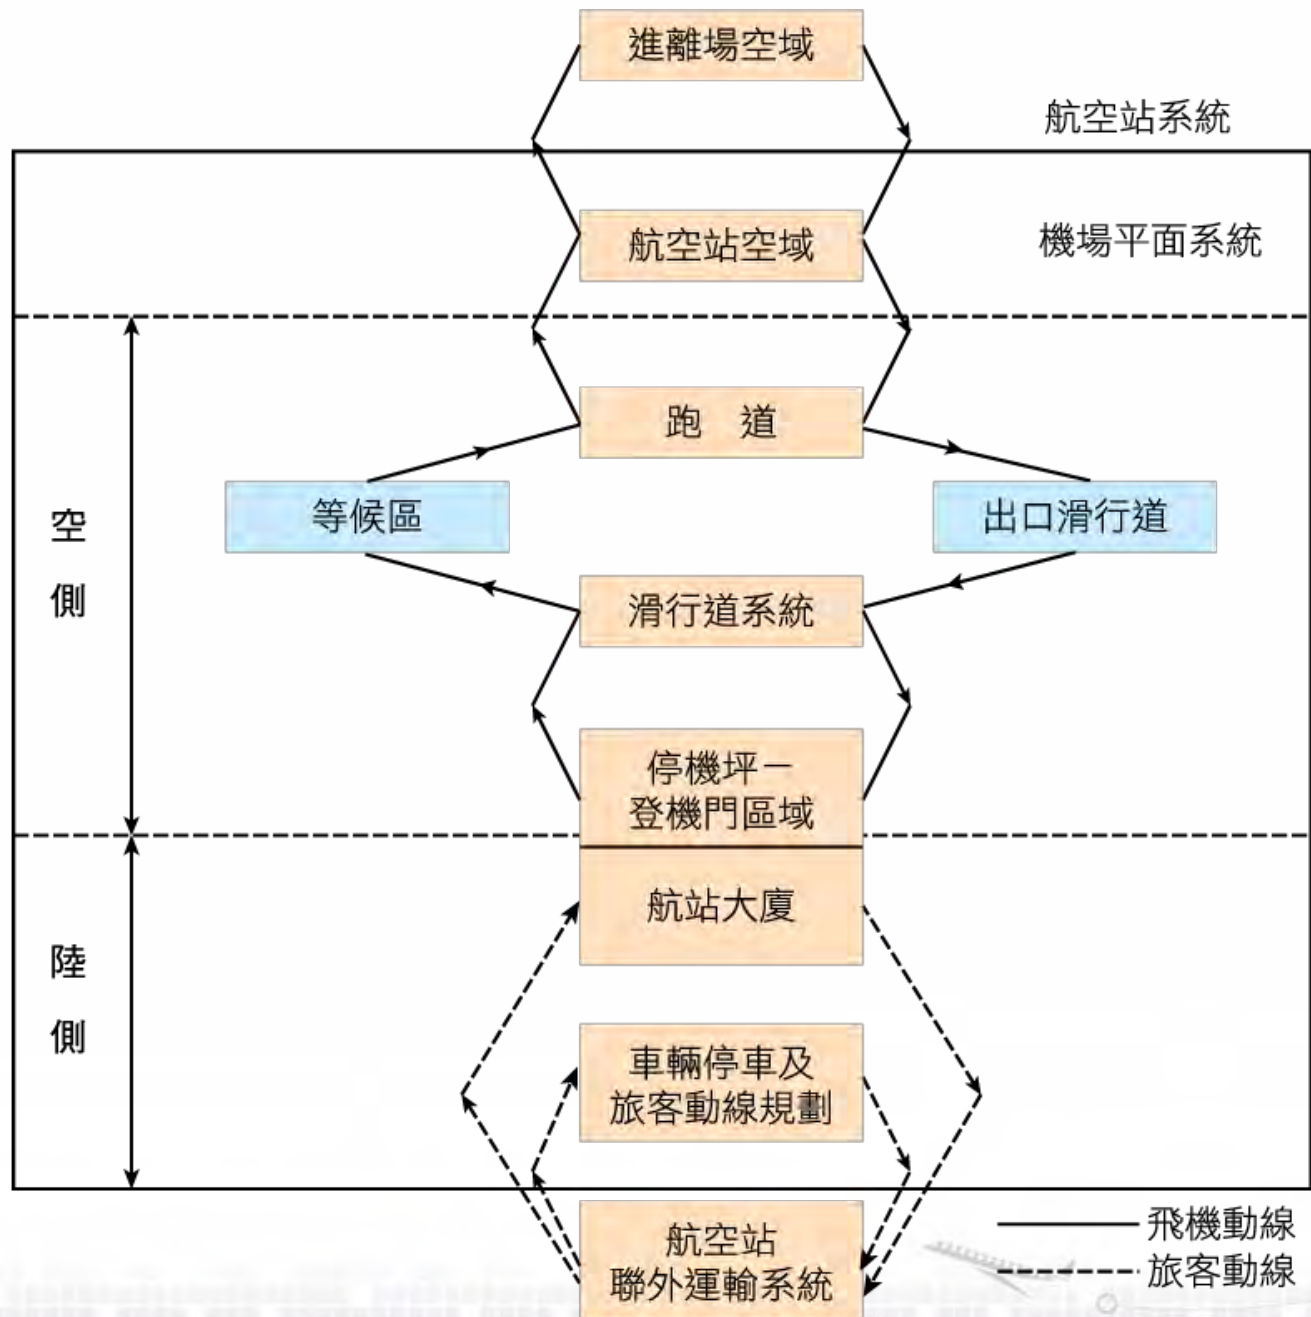 進離場空域
航空站系統
航空站空域
機場平面系統
跑 道
等候區
出口滑行道
空
側
滑行道系統
停機坪－
登機門區域
航站大廈
陸
側
車輛停車及
旅客動線規劃
航空站
聯外運輸系統
飛機動線
旅客動線